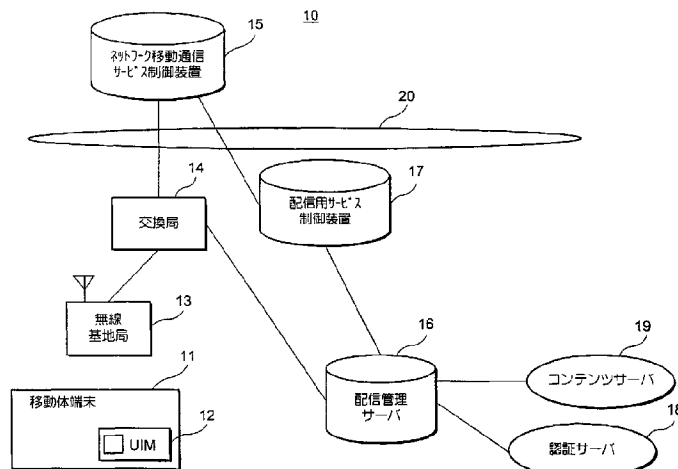 10
15
ネットワーク移動通信
サービス制御装置
20
14
17
交換局
配信用サービス
制御装置
13
無線
基地局
16
19
11
コンテンツサーバ
移動体端末
配信管理
サーバ
12
UIM
18
認証サーバ